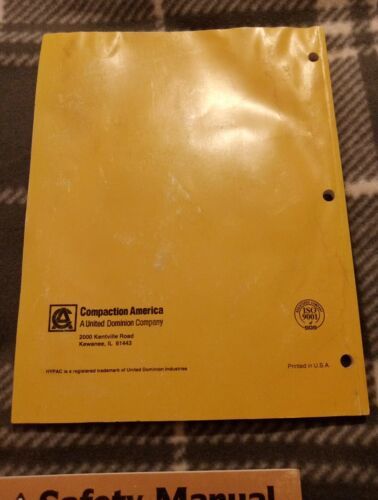 Compaction America
A United Dominion Company
2000 Kentville Road
Kewanee, IL 61443
HYPAC is a registered trademark of United Dominion Industries
ISO
9001
SGS
Printed in U.S.A.
Safety Manual